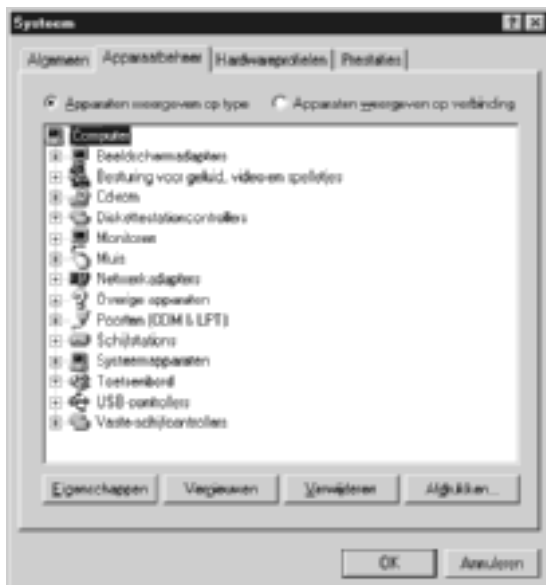 Systeem
Algemeen Apparaatbeheer Hardwareprofielen Prestaties
Apparaten weergeven op type Apparaten weergeven op verbinding
Computer
Beeldschermadapters
Besturing voor geluid, video en spelletjes
Cd-rom
Diskettestationcontrollers
Monitoren
Muis
Netwerkadapters
Overige apparaten
Poorten (COM & LPT)
Schijfstations
Systeemapparaten
Toetsenbord
USB-controllers
Vaste-schijfcontrollers
Eigenschappen Vernieuwen Verwijderen Afdrukken...
OK Annuleren